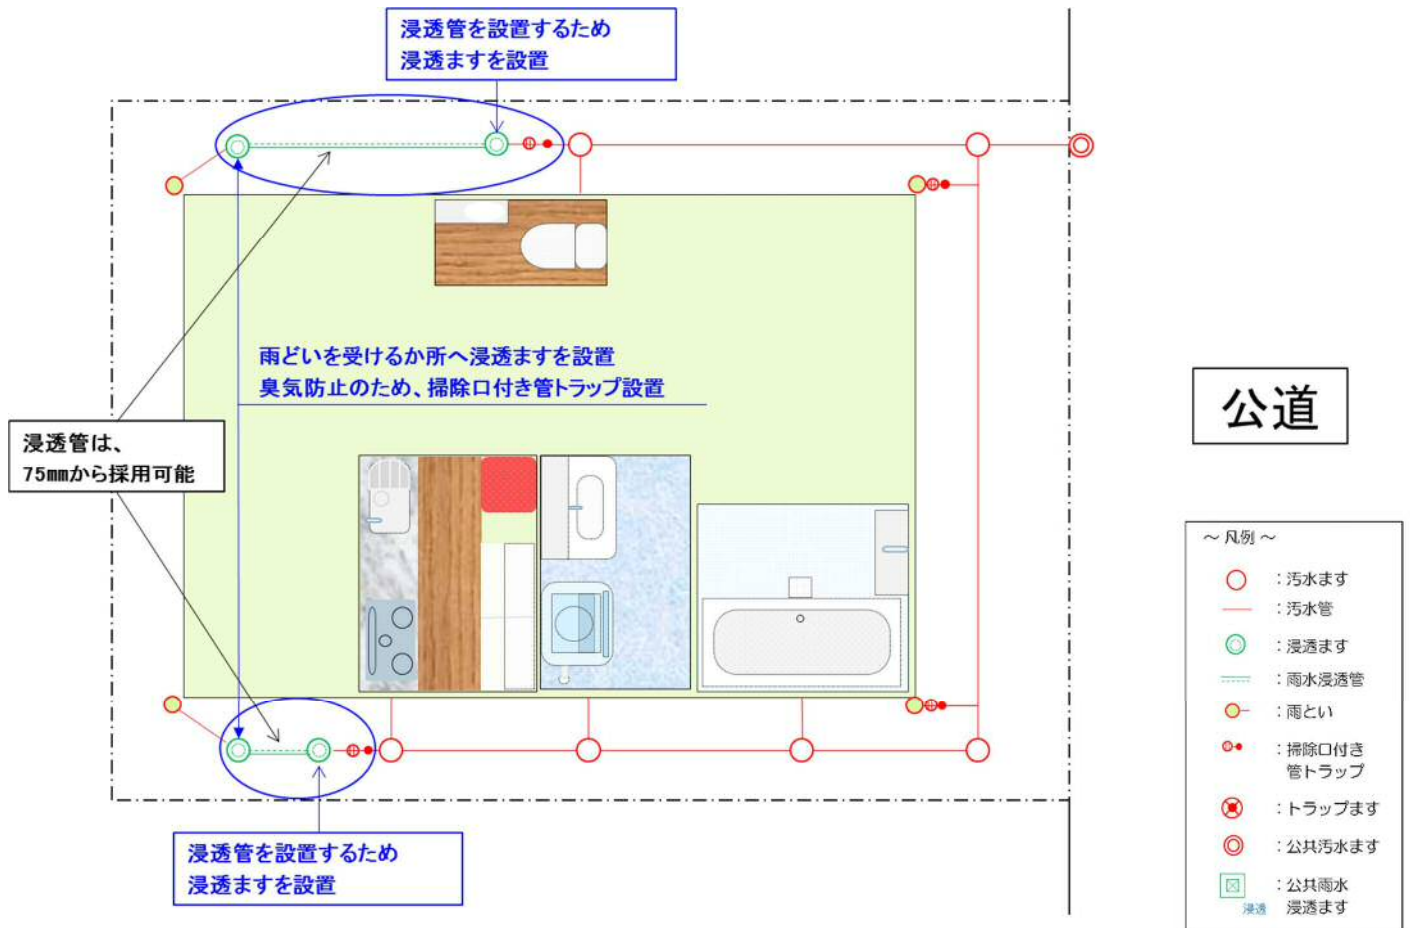 浸透管を設置するため
浸透ますを設置
雨どいを受けるか所へ浸透ますを設置
臭気防止のため、掃除口付き管トラップ設置
浸透管は、
75㎜から採用可能
浸透管を設置するため
浸透ますを設置
公道
～ 凡例 ～
：汚水ます
：汚水管
：浸透ます
：雨水浸透管
：雨とい
：掃除口付き
管トラップ
：トラップます
：公共汚水ます
：公共雨水
浸透 浸透ます